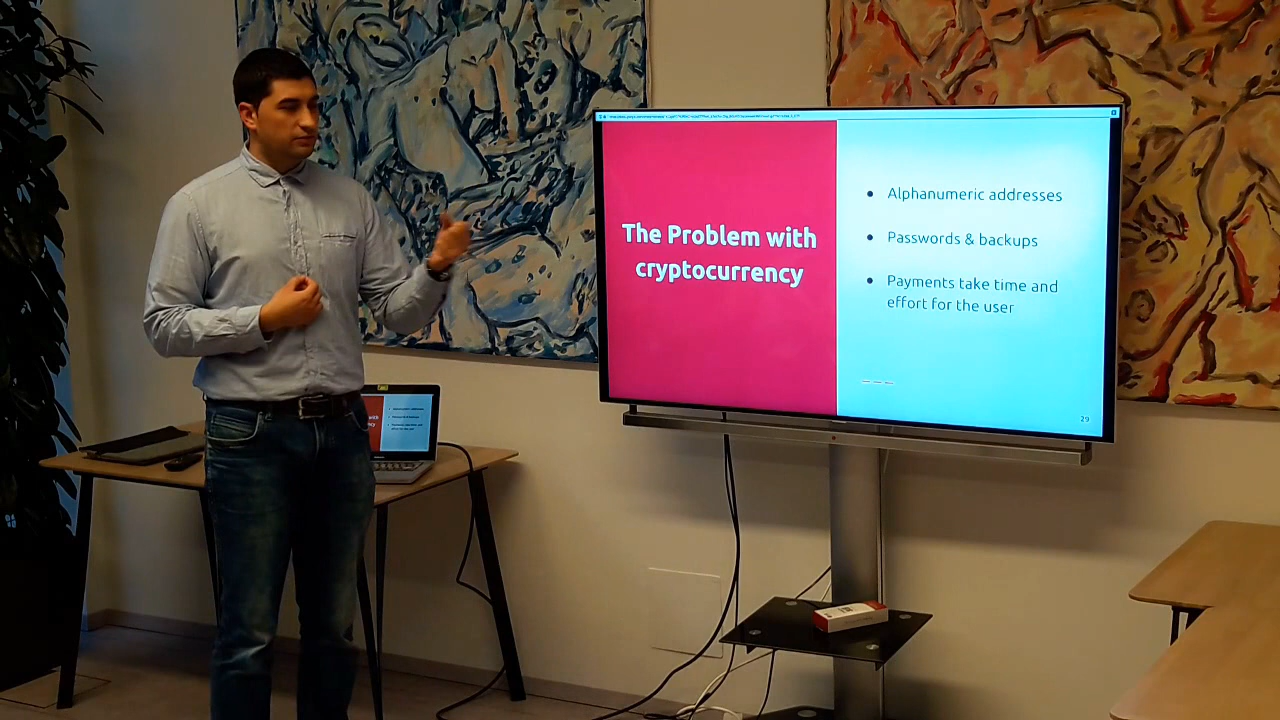 The Problem with
cryptocurrency
• Alphanumeric addresses
• Passwords & backups
• Payments take time and
effort for the user
29